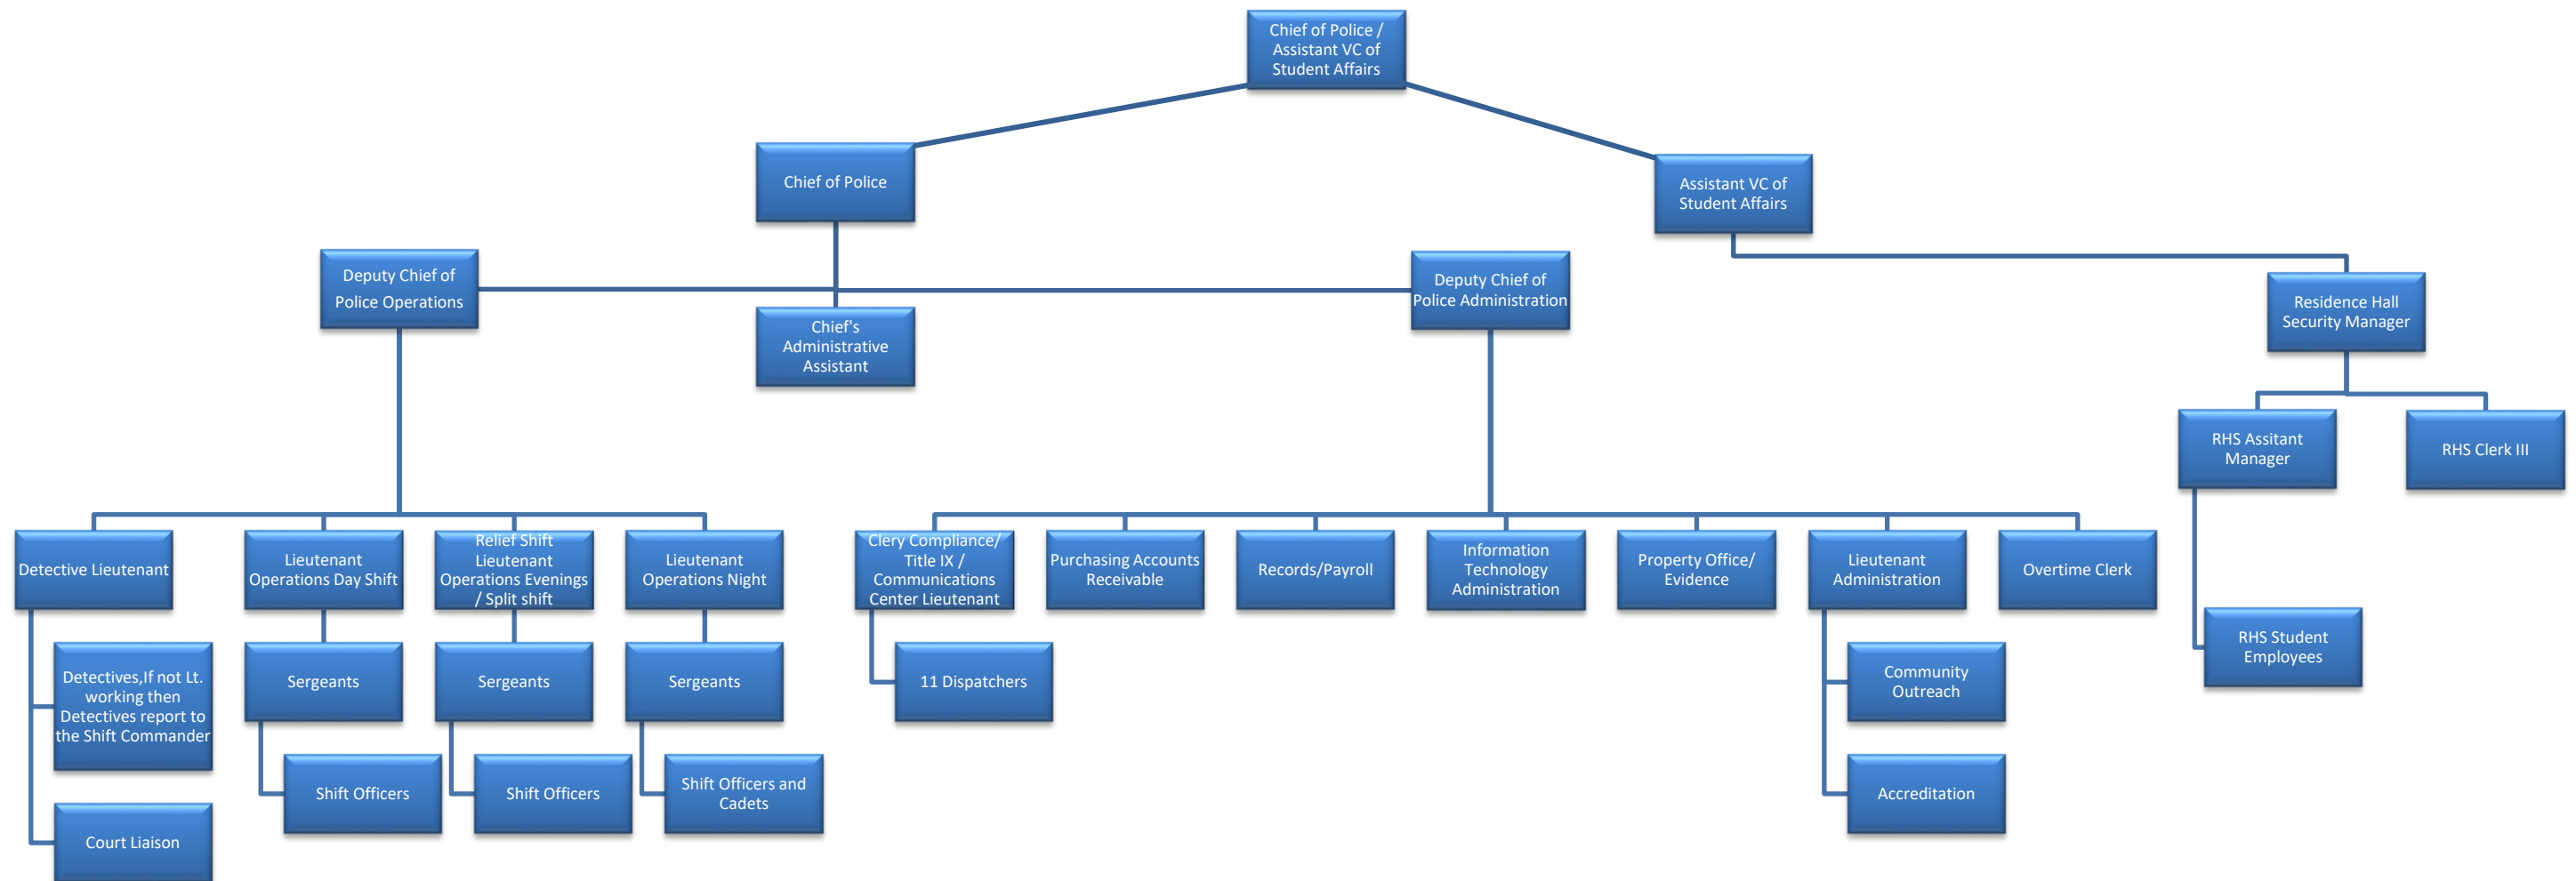 Chief of Police /
Assistant VC of
Student Affairs
Chief of Police
Assistant VC of
Student Affairs
Deputy Chief of
Police Operations
Deputy Chief of
Police Administration
Chief's
Administrative
Assistant
Residence Hall
Security Manager
RHS Assitant
Manager
RHS Clerk III
RHS Student
Employees
Detective Lieutenant
Lieutenant
Operations Day Shift
Relief Shift
Lieutenant
Operations Evenings
/ Split shift
Lieutenant
Operations Night
Clery Compliance/
Title IX /
Communications
Center Lieutenant
Purchasing Accounts
Receivable
Records/Payroll
Information
Technology
Administration
Property Office/
Evidence
Lieutenant
Administration
Overtime Clerk
Detectives,If not Lt.
working then
Detectives report to
the Shift Commander
Sergeants
Sergeants
Sergeants
11 Dispatchers
Community
Outreach
Court Liaison
Shift Officers
Shift Officers
Shift Officers and
Cadets
Accreditation